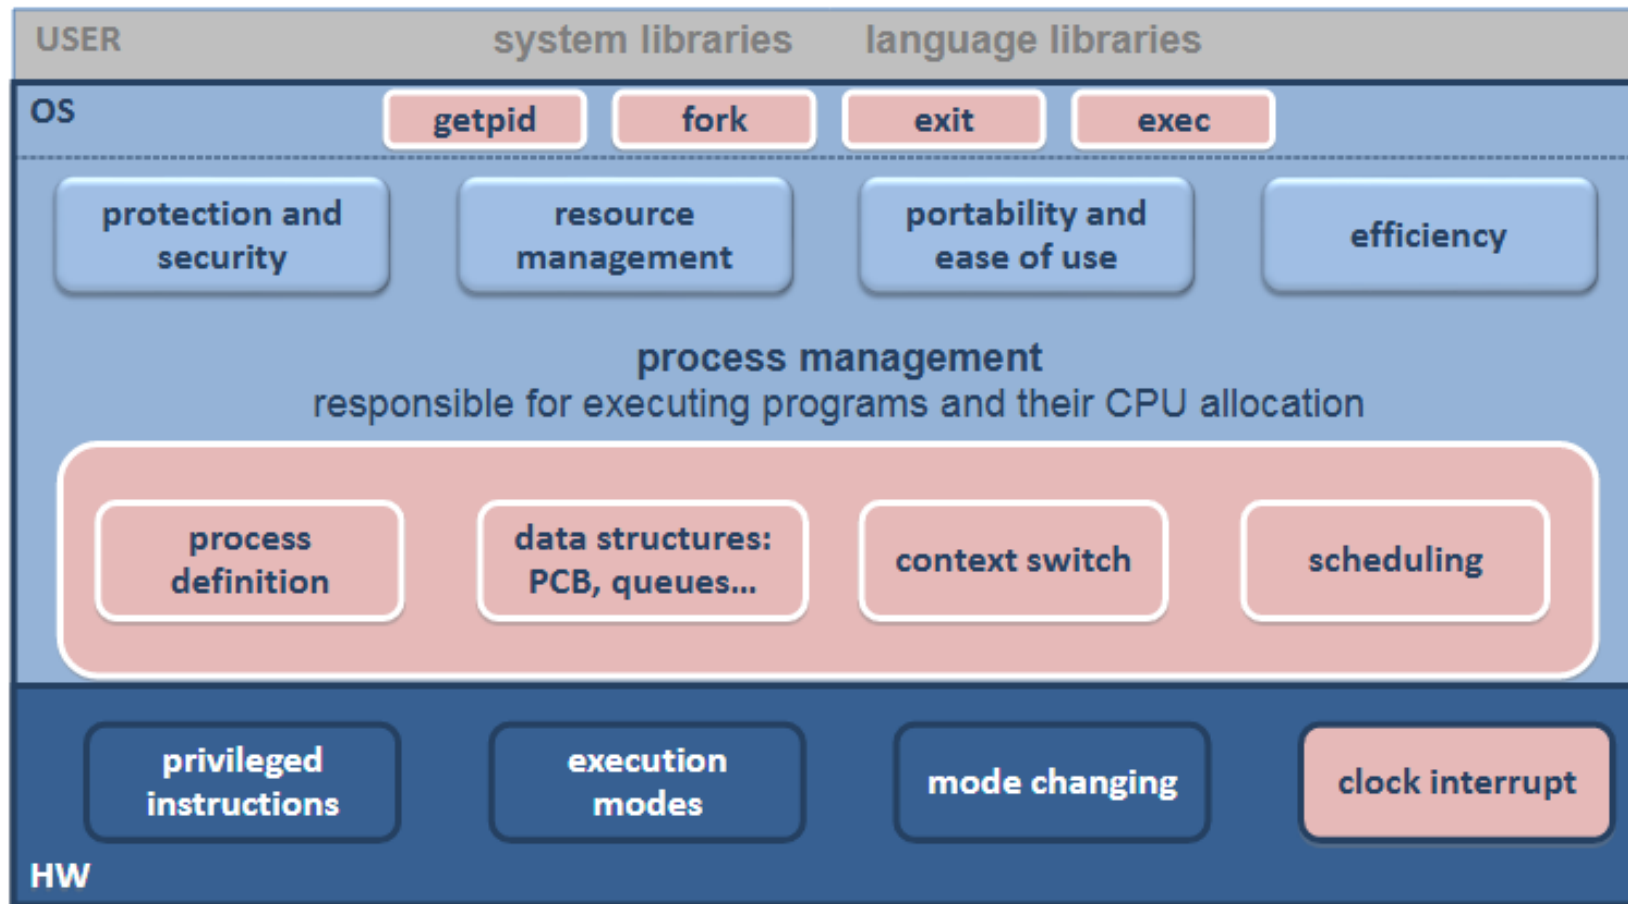 USER system libraries language libraries
OS
getpid fork exit exec
protection and security
resource management
portability and ease of use
efficiency
process management
responsible for executing programs and their CPU allocation
process definition
data structures: PCB, queues...
context switch
scheduling
privileged instructions
execution modes
mode changing
clock interrupt
HW